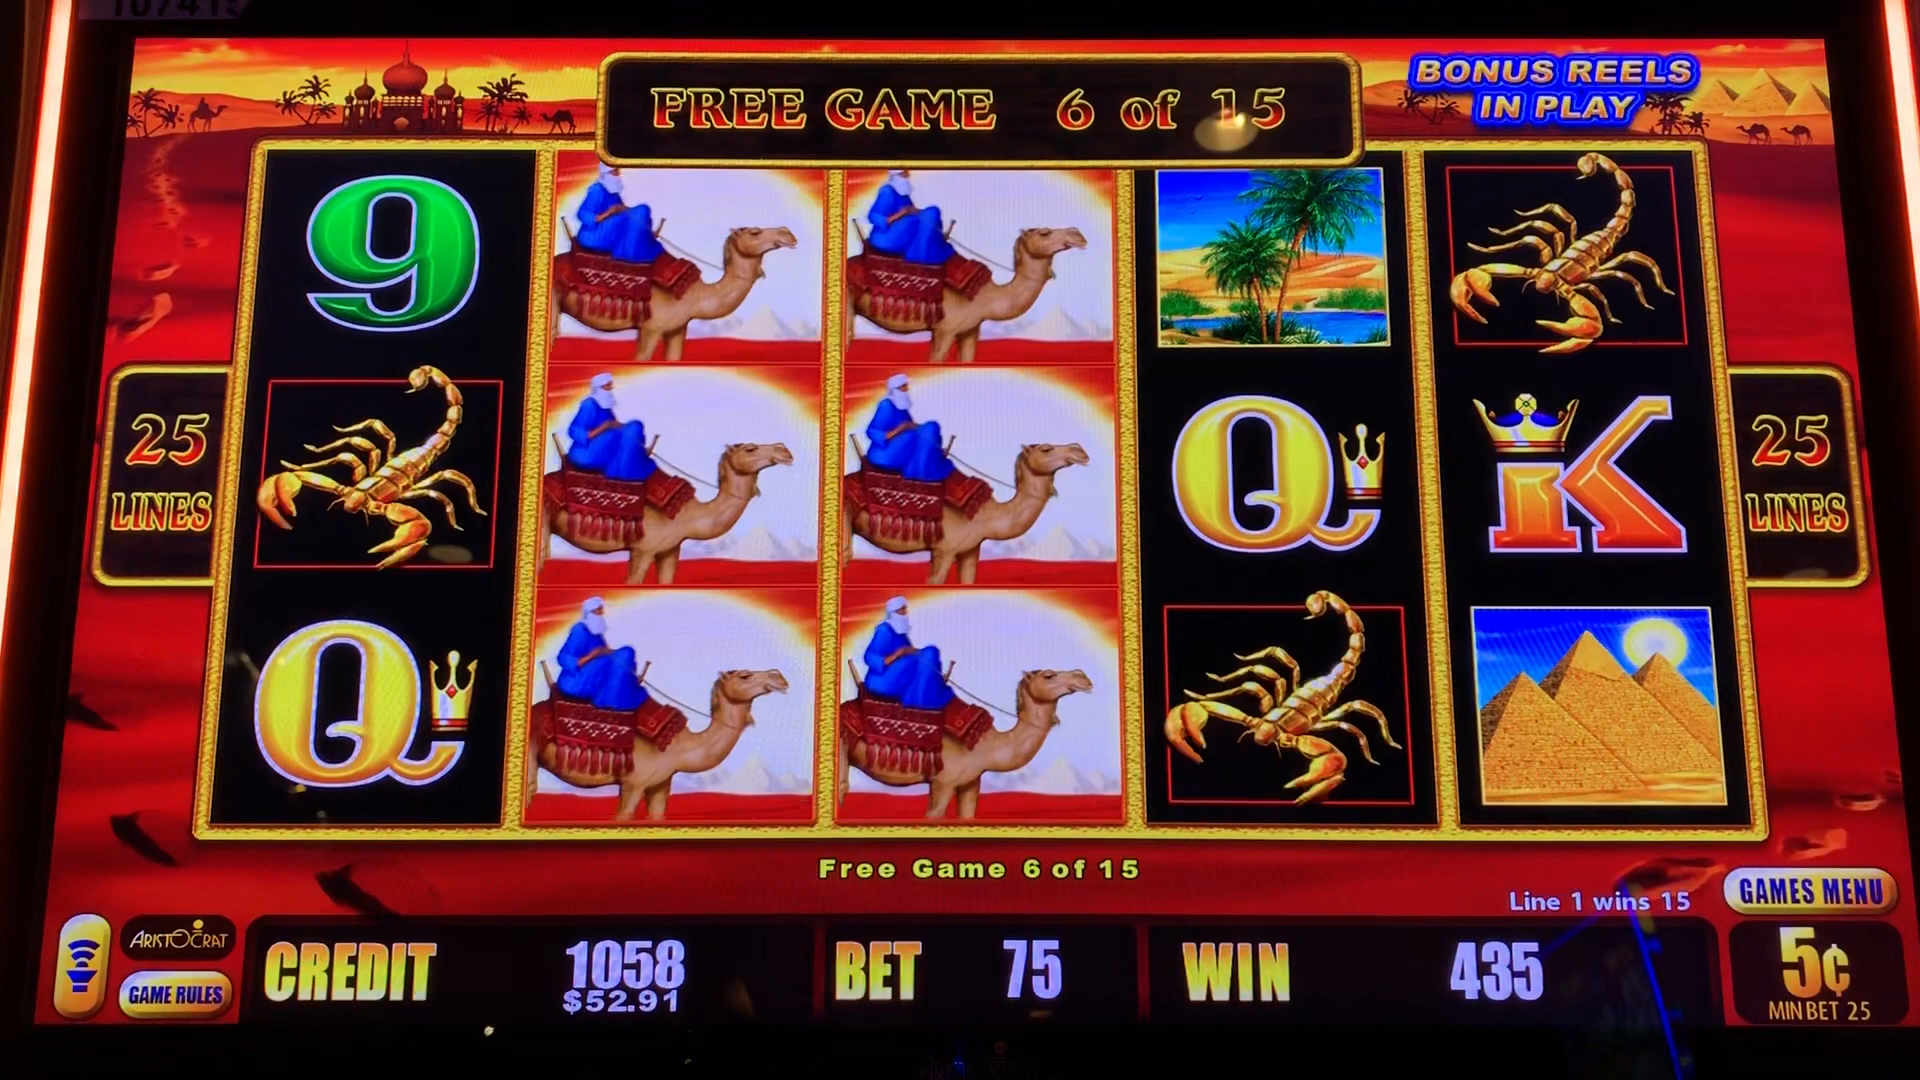 FREE GAME 6 of 15
BONUS REELS
IN PLAY
9
25
LINES
Q
K
25
LINES
Q
Free Game 6 of 15
Line 1 wins 15
GAMES MENU
ARISTOCRAT
GAME RULES
CREDIT 1058
$52.91
BET 75
WIN 435
5¢
MIN BET 25